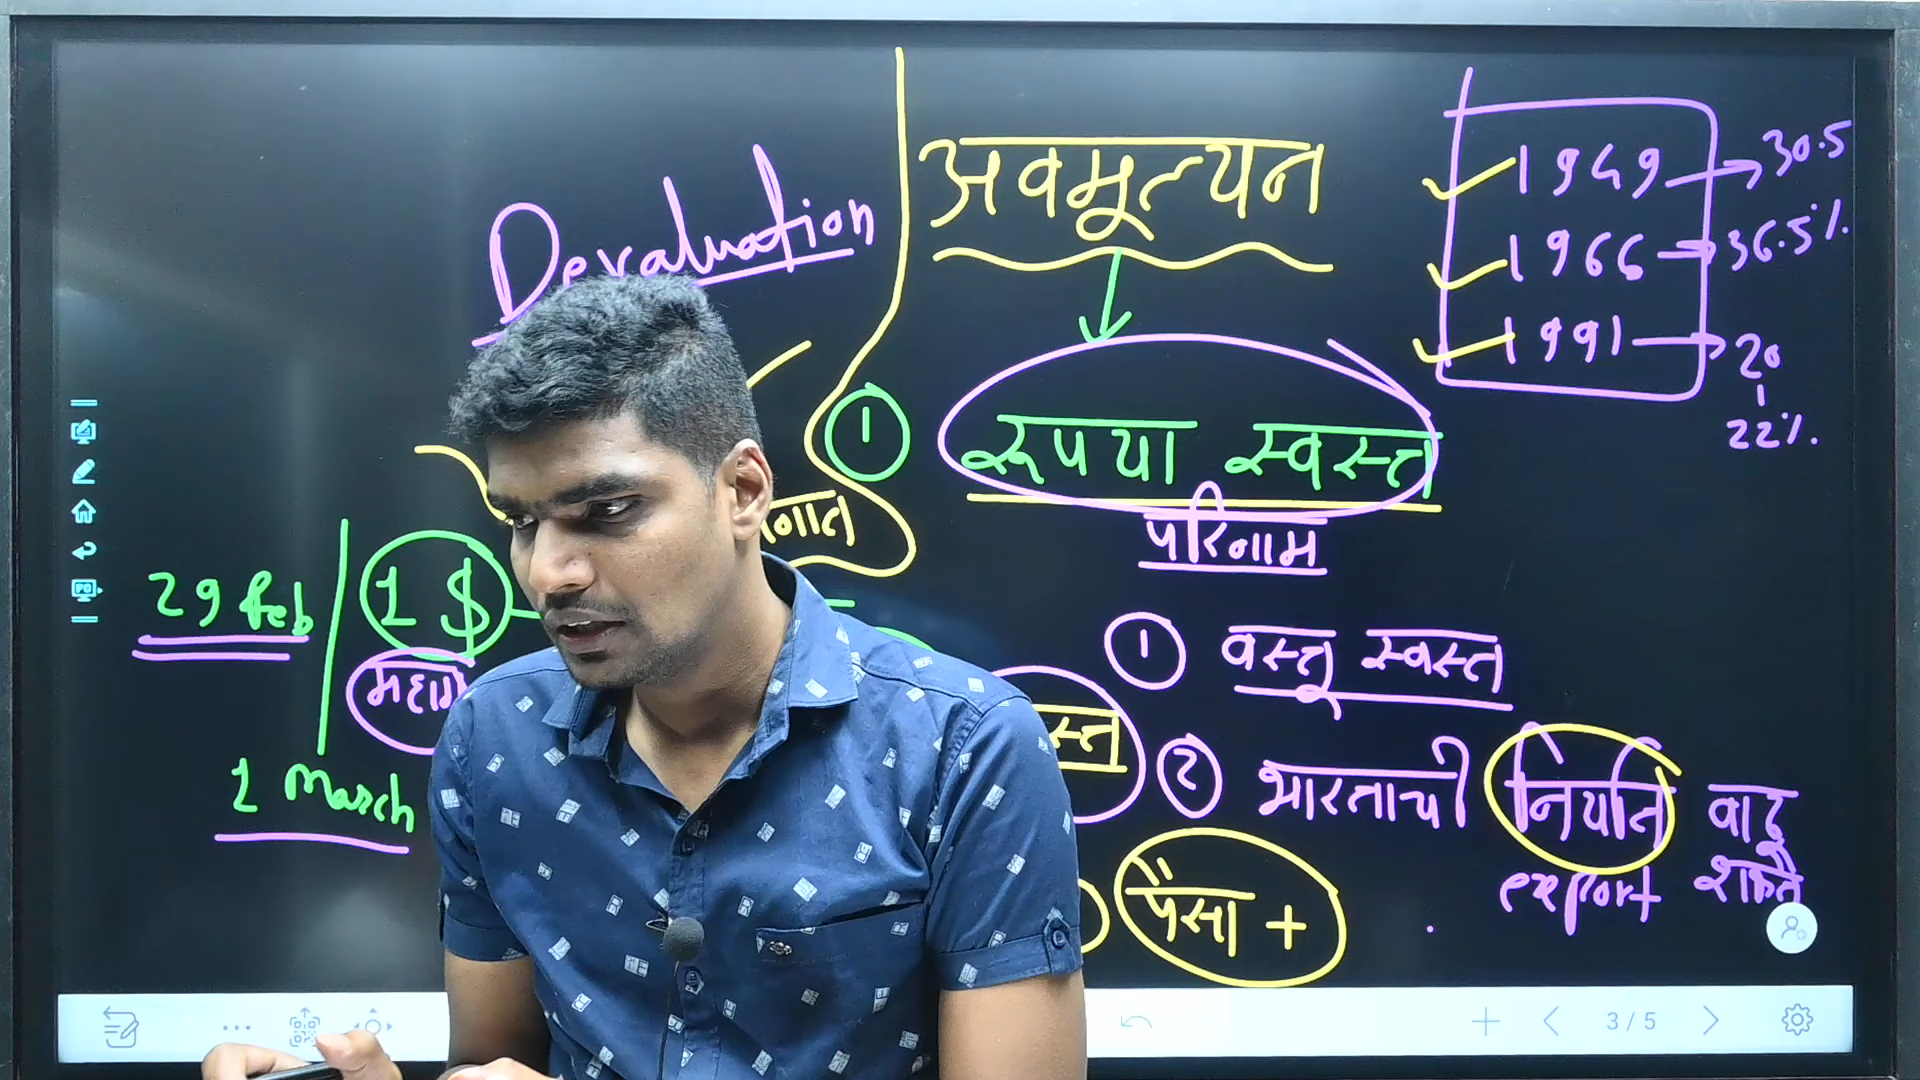 Devaluation
29 feb
1 $
1 March
अवमूल्यन
①
रुपया स्वस्त
परिणाम
① वस्तू स्वस्त
② भारताची निर्यात वाढू
export शकते
पैसा +
1949 → 30.5
1966 → 36.5%
1991 → 20
22%.
3 / 5